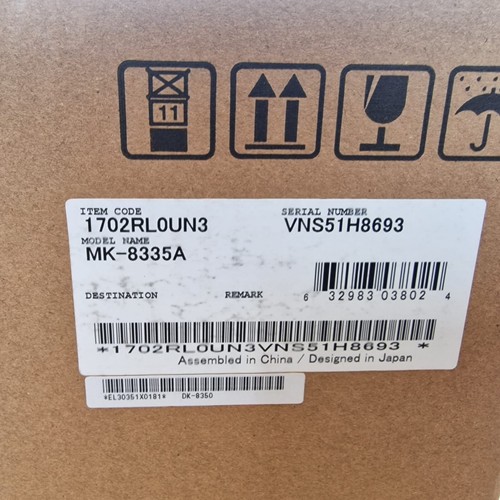 11
ITEM CODE SERIAL NUMBER
1702RL0UN3 VNS51H8693
MODEL NAME
MK-8335A
DESTINATION REMARK
6 32983 03802 4
*1702RL0UN3VNS51H8693 *
Assembled in China / Designed in Japan
*EL30351X0181* DK-8350